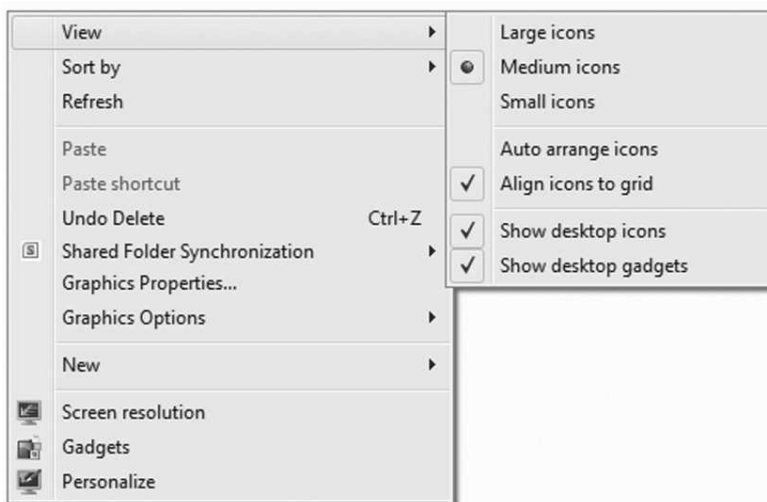 View
Sort by
Refresh
Paste
Paste shortcut
Undo Delete Ctrl+Z
S Shared Folder Synchronization
Graphics Properties...
Graphics Options
New
Screen resolution
Gadgets
Personalize
Large icons
Medium icons
Small icons
Auto arrange icons
Align icons to grid
Show desktop icons
Show desktop gadgets